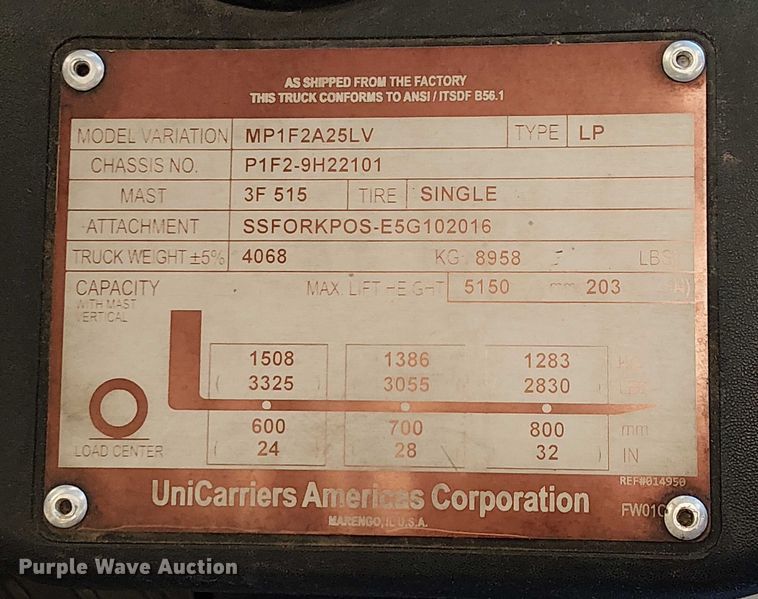 AS SHIPPED FROM THE FACTORY
THIS TRUCK CONFORMS TO ANSI / ITSDF B56.1
MODEL VARIATION MP1F2A25LV TYPE LP
CHASSIS NO. P1F2-9H22101
MAST 3F 515 TIRE SINGLE
ATTACHMENT SSFORKPOS-E5G102016
TRUCK WEIGHT ±5% 4068 KG 8958 LBS
CAPACITY MAX. LIFT HEIGHT 5150 mm 203
WITH MAST
VERTICAL
1508 1386 1283
( 3325 ) ( 3055 ) ( 2830 )
600 700 800 mm
24 28 32 IN
LOAD CENTER
REF#014950
UniCarriers Americas Corporation
MARENGO, IL U.S.A.
Purple Wave Auction